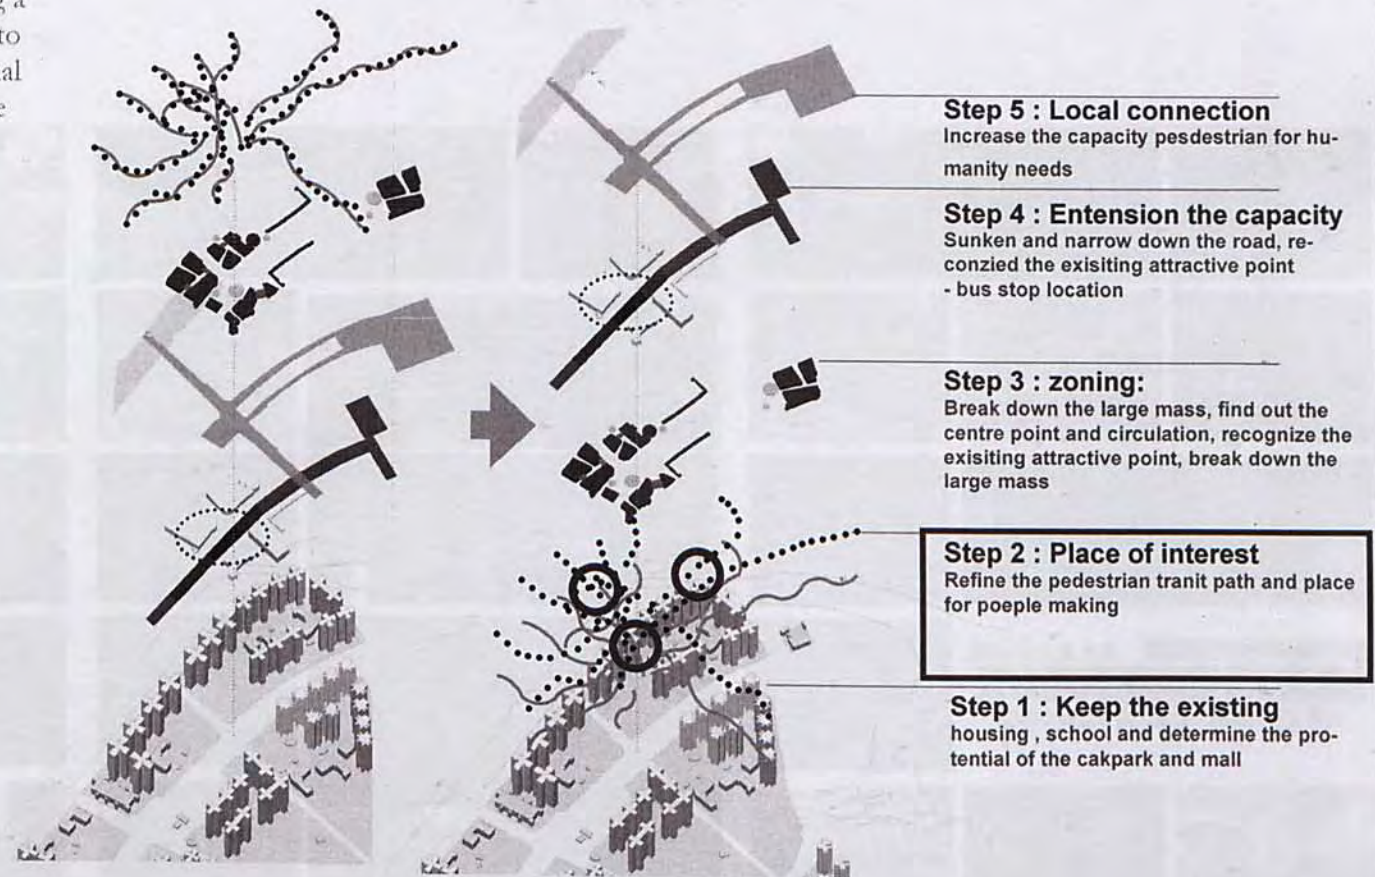 to
Step 5 : Local connection
Increase the capacity pesdestrian for hu-
manity needs
Step 4 : Entension the capacity
Sunken and narrow down the road, re-
conzied the exisiting attractive point
- bus stop location
Step 3 : zoning:
Break down the large mass, find out the
centre point and circulation, recognize the
exisiting attractive point, break down the
large mass
Step 2 : Place of interest
Refine the pedestrian tranit path and place
for poeple making
Step 1 : Keep the existing
housing , school and determine the pro-
tential of the cakpark and mall